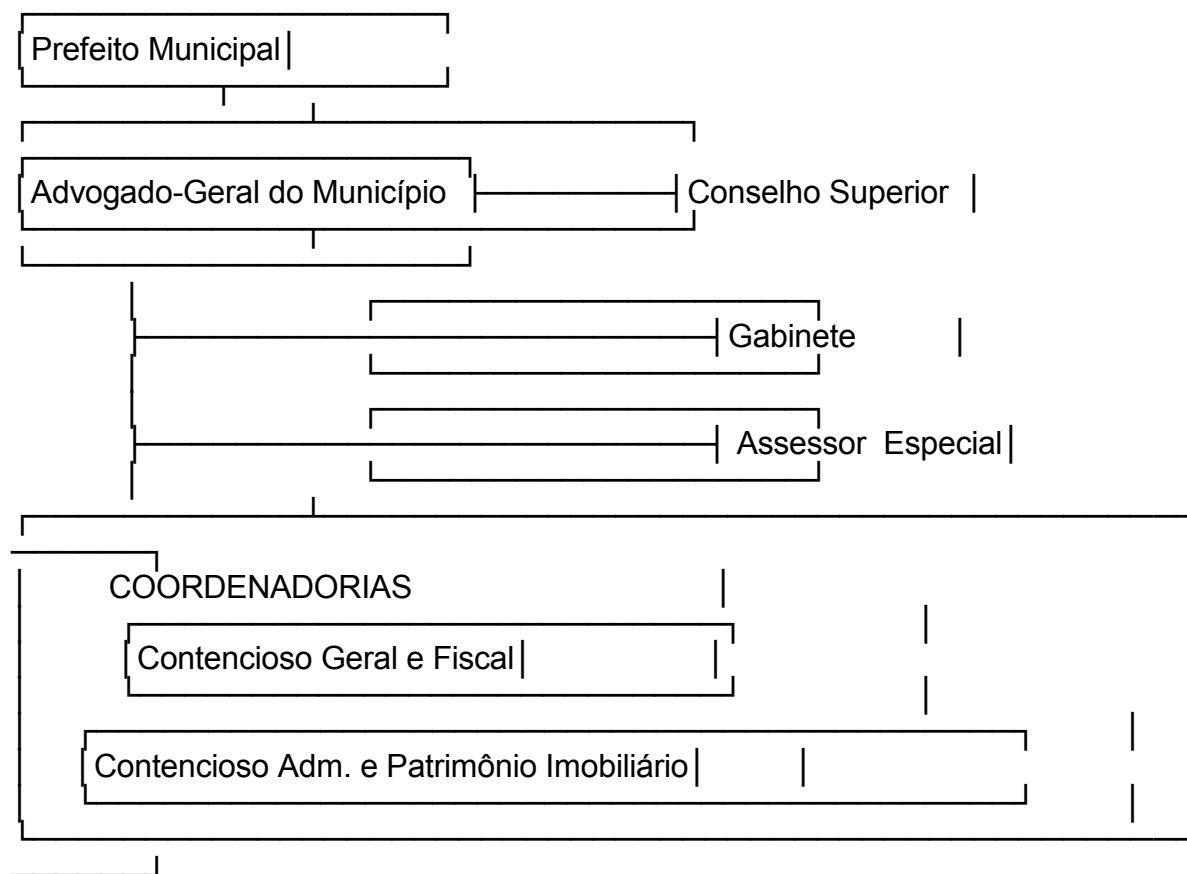 Prefeito Municipal
Advogado-Geral do Município Conselho Superior
Gabinete
Assessor Especial
COORDENADORIAS
Contencioso Geral e Fiscal
Contencioso Adm. e Patrimônio Imobiliário